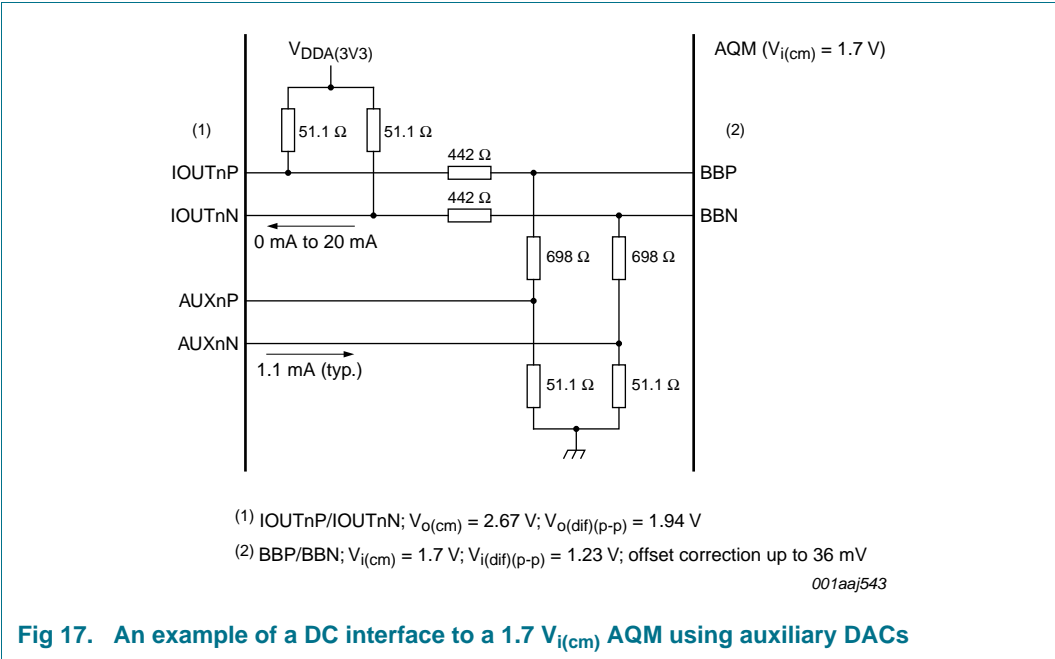 VDDA(3V3)
AQM (Vi(cm) = 1.7 V)
(1)
51.1 Ω
51.1 Ω
(2)
442 Ω
IOUTnP
BBP
442 Ω
IOUTnN
BBN
0 mA to 20 mA
698 Ω
698 Ω
AUXnP
AUXnN
1.1 mA (typ.)
51.1 Ω
51.1 Ω
(1) IOUTnP/IOUTnN; Vo(cm) = 2.67 V; Vo(dif)(p-p) = 1.94 V
(2) BBP/BBN; Vi(cm) = 1.7 V; Vi(dif)(p-p) = 1.23 V; offset correction up to 36 mV
001aaj543
Fig 17. An example of a DC interface to a 1.7 Vi(cm) AQM using auxiliary DACs